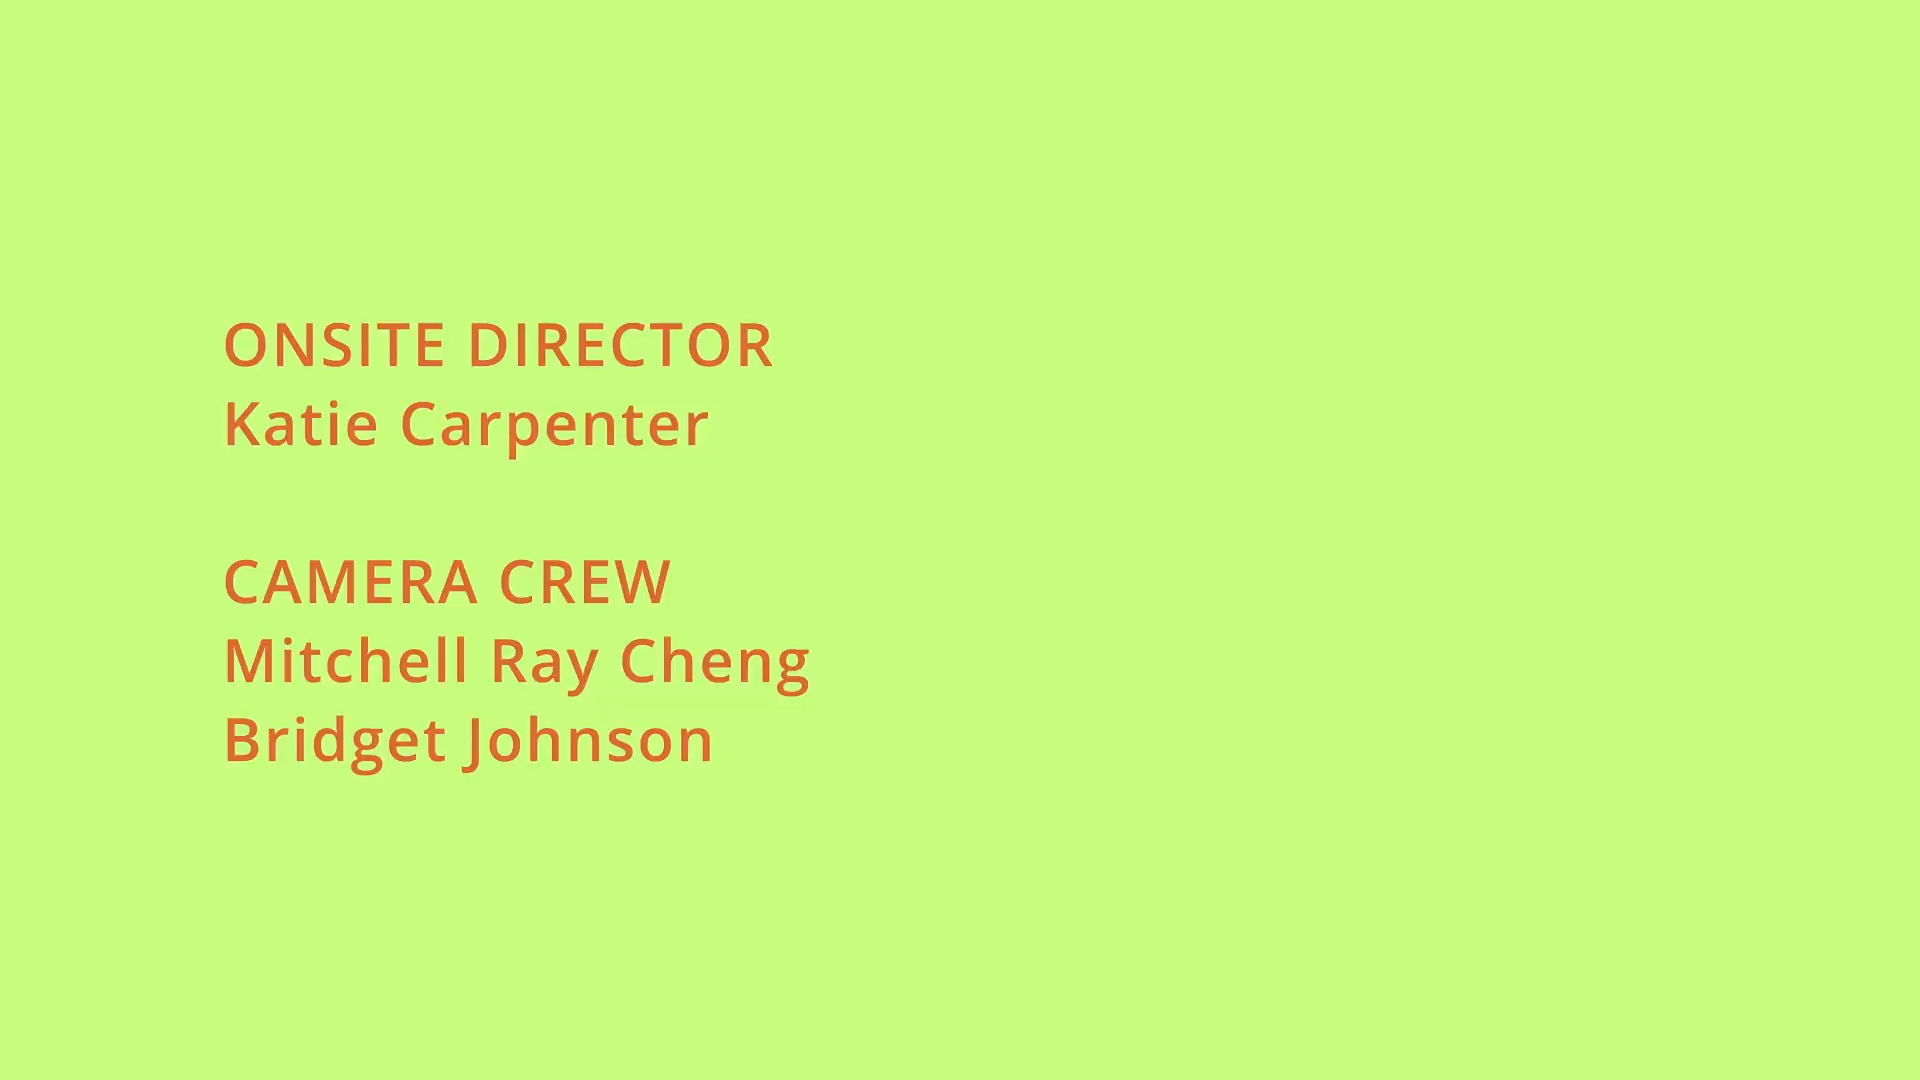 ONSITE DIRECTOR
Katie Carpenter
CAMERA CREW
Mitchell Ray Cheng
Bridget Johnson